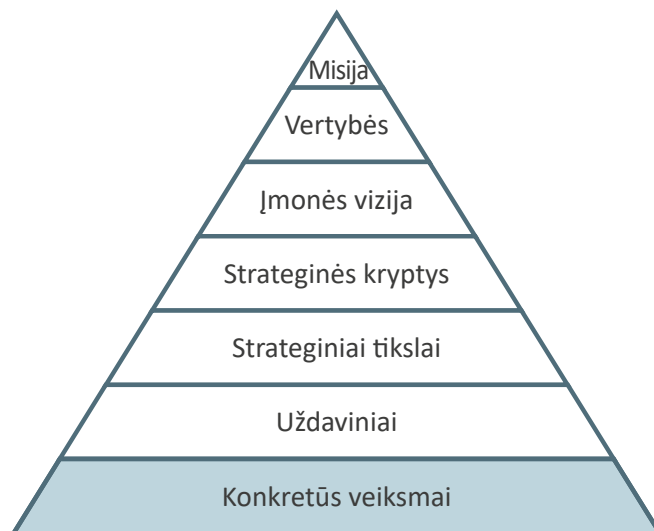 Misija
Vertybės
Įmonės vizija
Strateginės kryptys
Strateginiai tikslai
Uždaviniai
Konkretūs veiksmai